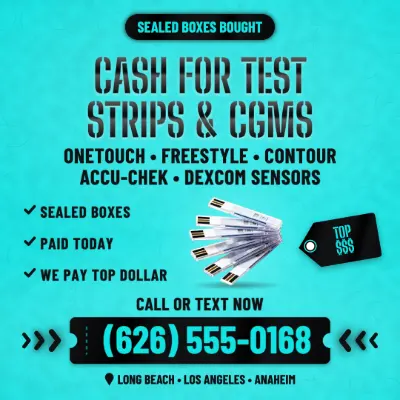 SEALED BOXES BOUGHT
CASH FOR TEST
STRIPS & CGMS
ONETOUCH • FREESTYLE • CONTOUR
ACCU-CHEK • DEXCOM SENSORS
SEALED BOXES
PAID TODAY
WE PAY TOP DOLLAR
TOP
$$$
CALL OR TEXT NOW
(626) 555-0168
LONG BEACH • LOS ANGELES • ANAHEIM